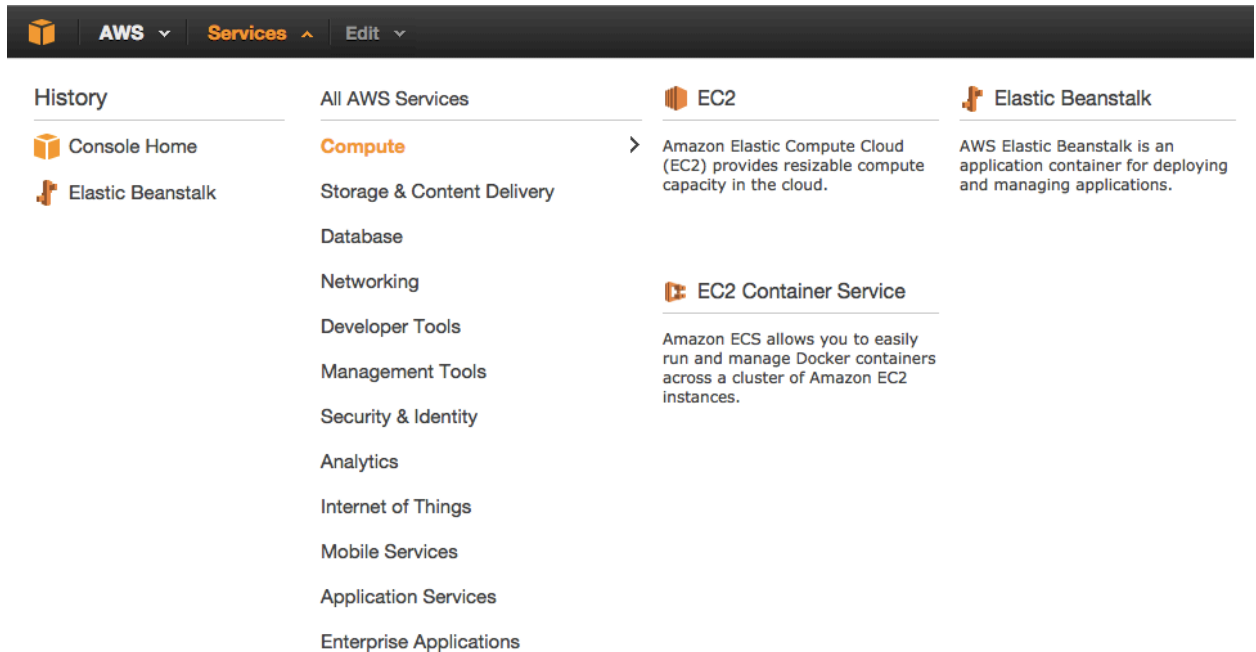 AWS Services Edit
History
Console Home
Elastic Beanstalk
All AWS Services
Compute
Storage & Content Delivery
Database
Networking
Developer Tools
Management Tools
Security & Identity
Analytics
Internet of Things
Mobile Services
Application Services
Enterprise Applications
EC2
Amazon Elastic Compute Cloud
(EC2) provides resizable compute
capacity in the cloud.
EC2 Container Service
Amazon ECS allows you to easily
run and manage Docker containers
across a cluster of Amazon EC2
instances.
Elastic Beanstalk
AWS Elastic Beanstalk is an
application container for deploying
and managing applications.